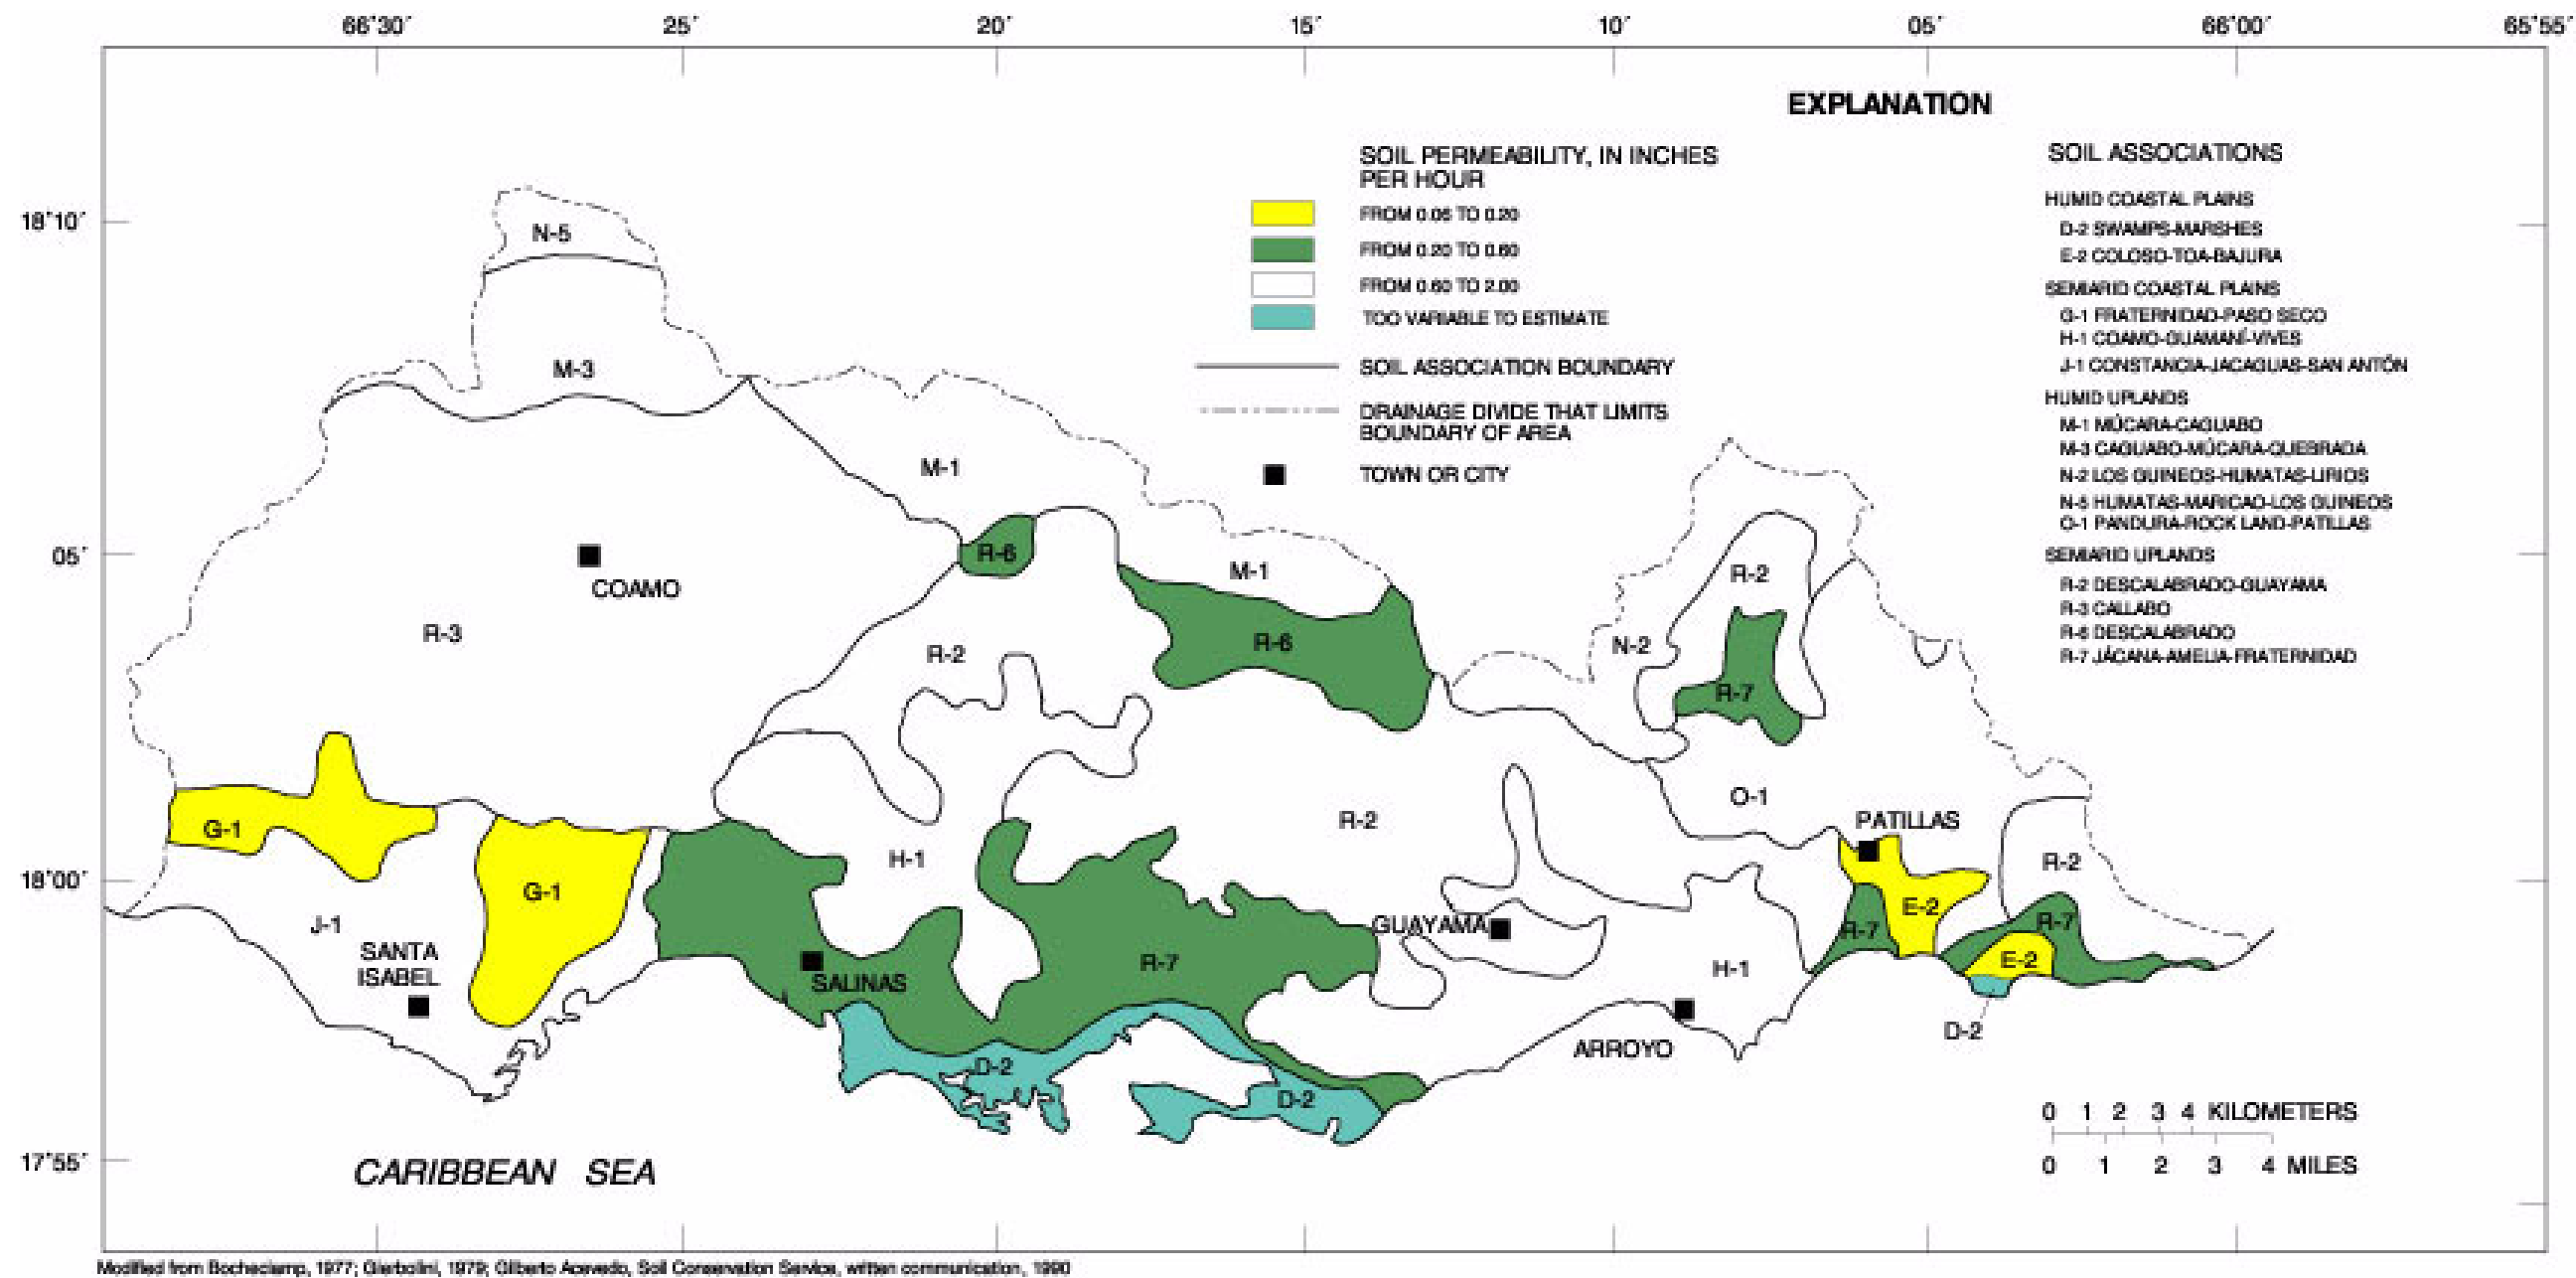 66°30′ 25′ 20′ 15′ 10′ 05′ 66°00′ 65°55′
EXPLANATION
SOIL PERMEABILITY, IN INCHES
PER HOUR
FROM 0.06 TO 0.20
FROM 0.20 TO 0.60
FROM 0.60 TO 2.00
TOO VARIABLE TO ESTIMATE
SOIL ASSOCIATION BOUNDARY
DRAINAGE DIVIDE THAT LIMITS
BOUNDARY OF AREA
TOWN OR CITY
SOIL ASSOCIATIONS
HUMID COASTAL PLAINS
D-2 SWAMPS-MARSHES
E-2 COLOSO-TOA-BAJURA
SEMIARID COASTAL PLAINS
G-1 FRATERNIDAD-PASO SECO
H-1 COAMO-GUAMANÍ-VIVES
J-1 CONSTANCIA-JACAGUAS-SAN ANTÓN
HUMID UPLANDS
M-1 MÚCARA-CAGUABO
M-3 CAGUABO-MÚCARA-QUEBRADA
N-2 LOS GUINEOS-HUMATAS-LIRIOS
N-5 HUMATAS-MARICAO-LOS GUINEOS
O-1 PANDURA-ROCK LAND-PATILLAS
SEMIARID UPLANDS
R-2 DESCALABRADO-GUAYAMA
R-3 CALLABO
R-6 DESCALABRADO
R-7 JÁCANA-AMELIA-FRATERNIDAD
18°10′
05′
18°00′
17°55′
N-5
M-3
M-1
R-6
M-1
R-2
COAMO
R-3
R-2
R-6
N-2
R-7
O-1
PATILLAS
G-1
R-2
H-1
R-2
G-1
E-2
J-1
GUAYAMA
R-7
R-7
SANTA
ISABEL
R-7
H-1
E-2
SALINAS
D-2
ARROYO
D-2
D-2
0 1 2 3 4 KILOMETERS
0 1 2 3 4 MILES
CARIBBEAN SEA
Modified from Bocheciamp, 1977; Gierbolini, 1979; Gilberto Acevedo, Soil Conservation Service, written communication, 1990